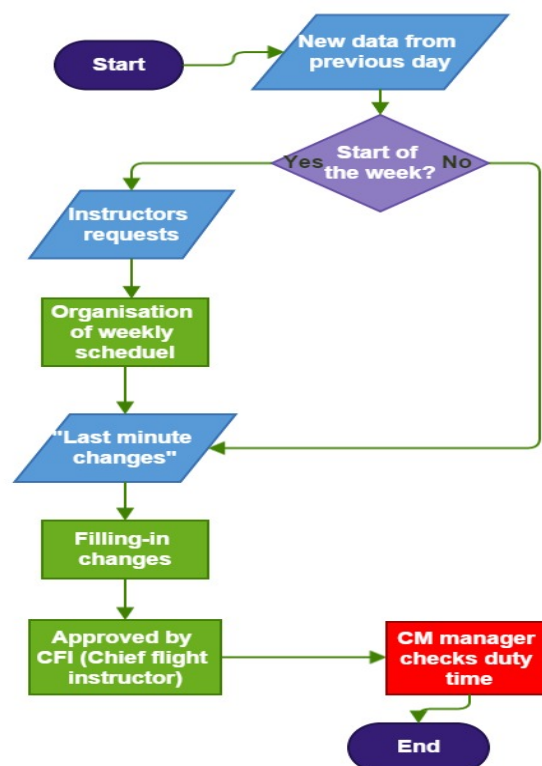 Start
New data from
previous day
Start of
the week?
Yes
No
Instructors
requests
Organisation
of weekly
scheduel
"Last minute
changes"
Filling-in
changes
Approved by
CFI (Chief flight
instructor)
CM manager
checks duty
time
End